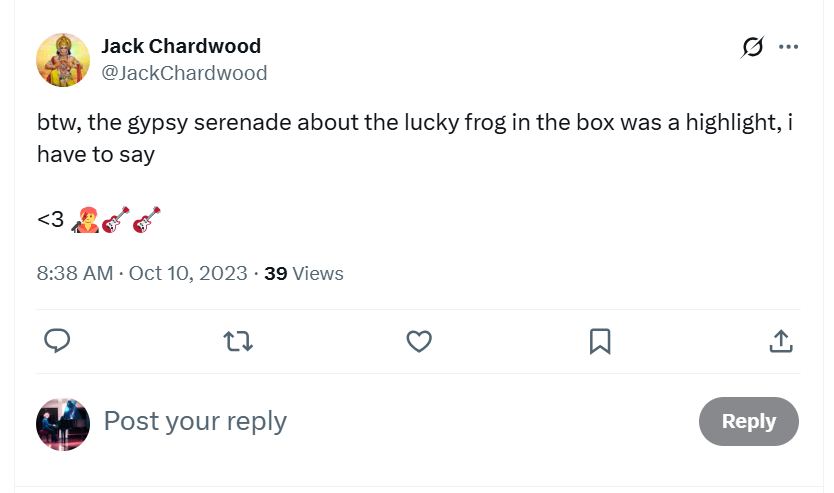 Jack Chardwood
@JackChardwood
btw, the gypsy serenade about the lucky frog in the box was a highlight, i
have to say
<3 🧑‍🎤🎸🎸
8:38 AM · Oct 10, 2023 · 39 Views
Post your reply
Reply